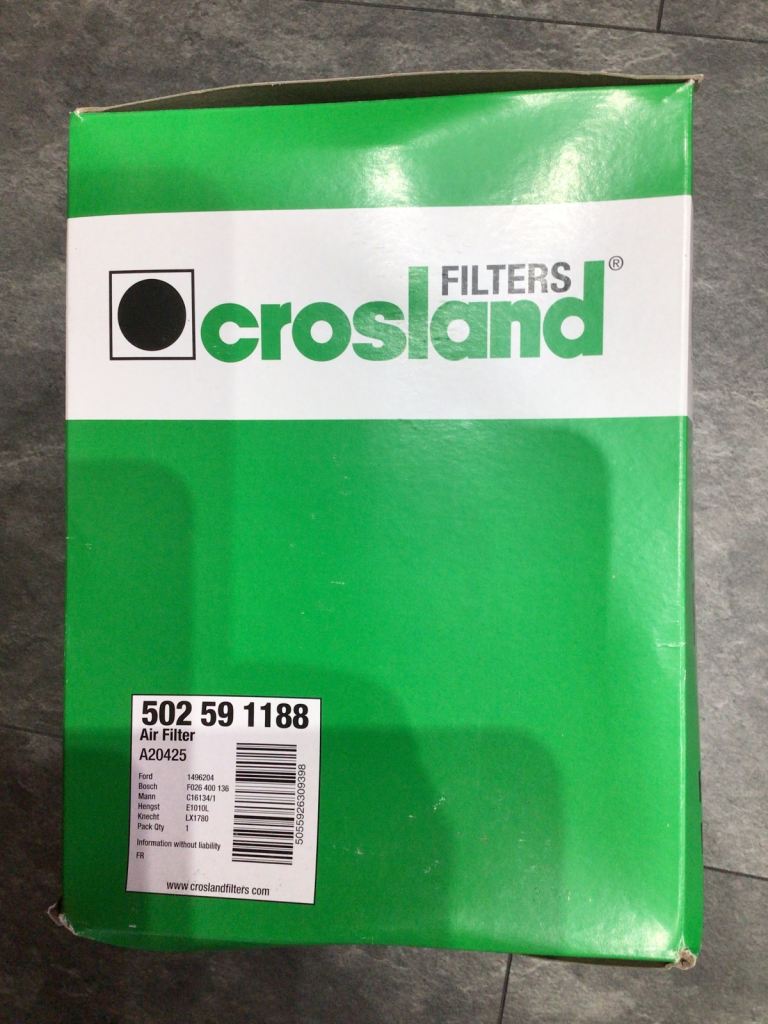 FILTERS
crosland®
502 59 1188
Air Filter
A20425
Ford 1496204
Bosch F026 400 136
Mann C16134/1
Hengst E1010L
Knecht LX1780
Pack Qty 1
Information without liability
FR
5055926309398
www.croslandfilters.com